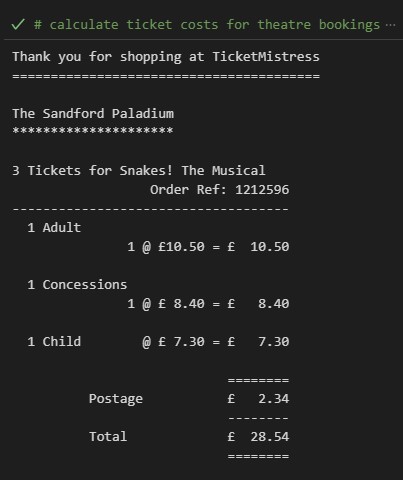 # calculate ticket costs for theatre bookings ...
Thank you for shopping at TicketMistress
========================================
The Sandford Paladium
*********************
3 Tickets for Snakes! The Musical
Order Ref: 1212596
------------------------------------
1 Adult
1 @ £10.50 = £  10.50
1 Concessions
1 @ £ 8.40 = £   8.40
1 Child        @ £ 7.30 = £   7.30
========
Postage           £   2.34
--------
Total             £  28.54
========